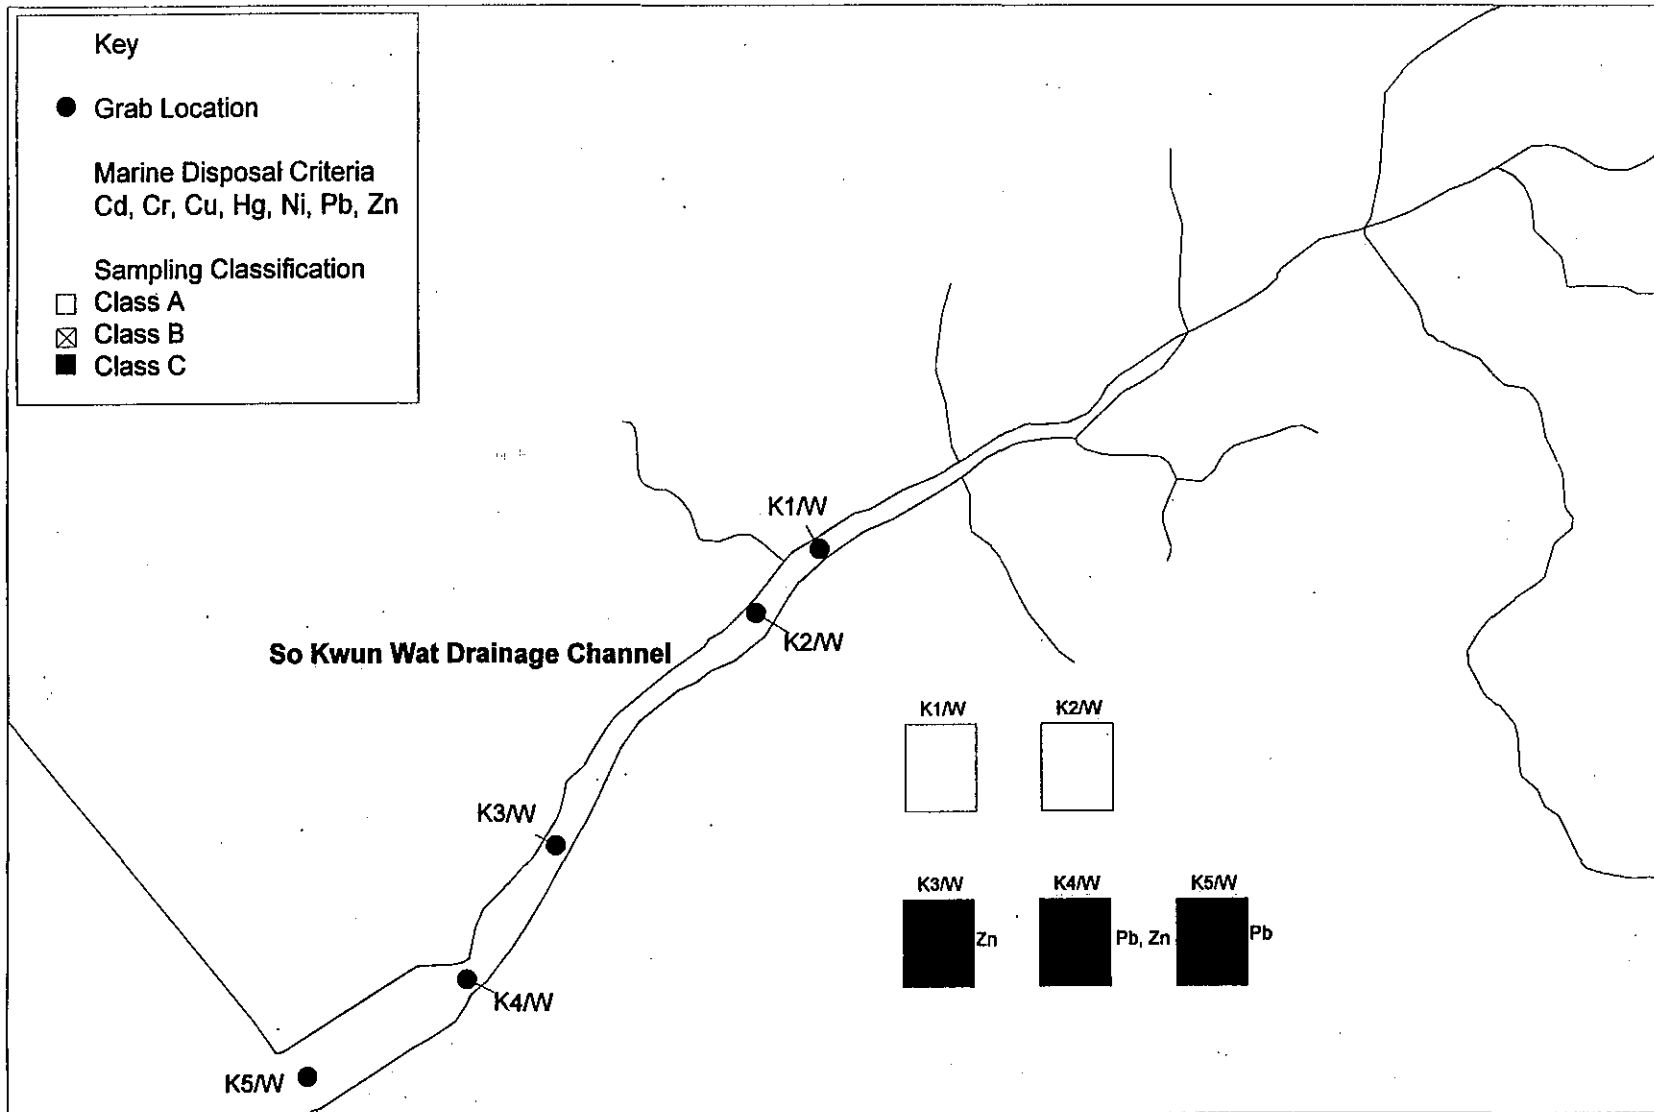 Key
Grab Location
Marine Disposal Criteria
Cd, Cr, Cu, Hg, Ni, Pb, Zn
Sampling Classification
Class A
Class B
Class C
K1/W
K2/W
So Kwun Wat Drainage Channel
K3/W
K4/W
K5/W
K1/W
K2/W
K3/W
Zn
K4/W
Pb, Zn
K5/W
Pb